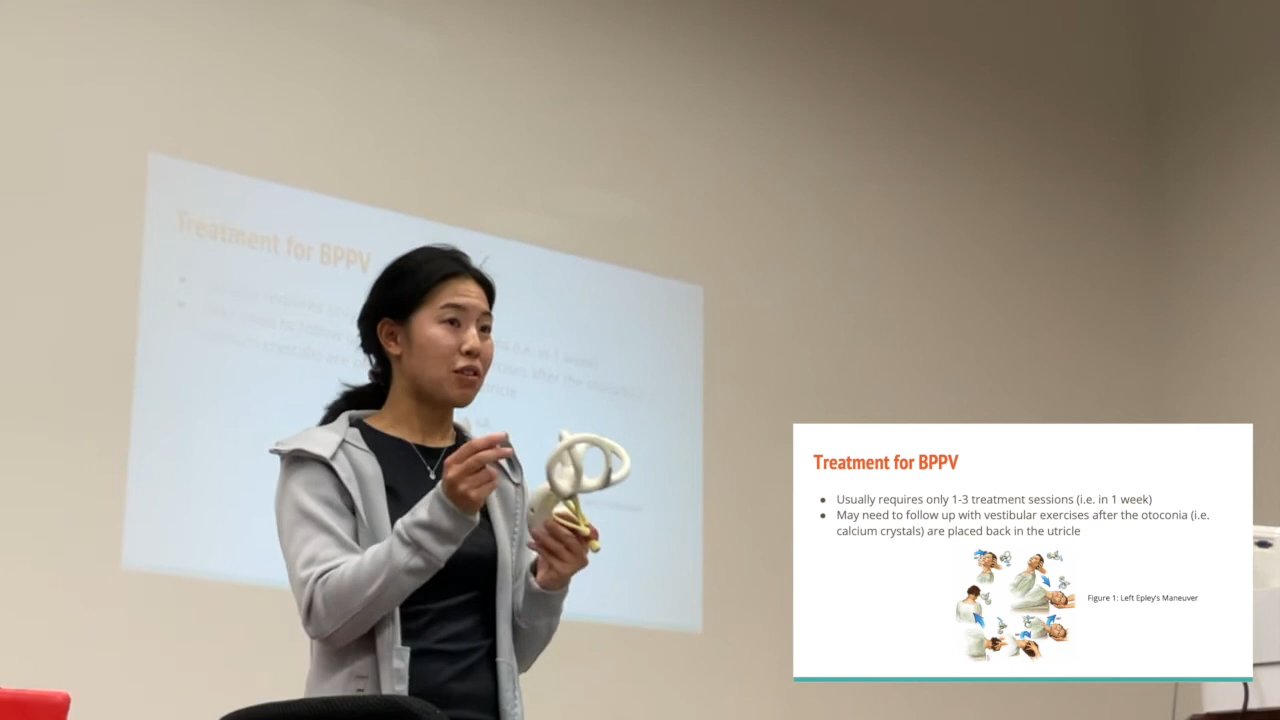 Treatment for BPPV
Treatment for BPPV
● Usually requires only 1-3 treatment sessions (i.e. in 1 week)
● May need to follow up with vestibular exercises after the otoconia (i.e.
calcium crystals) are placed back in the utricle
Figure 1: Left Epley's Maneuver